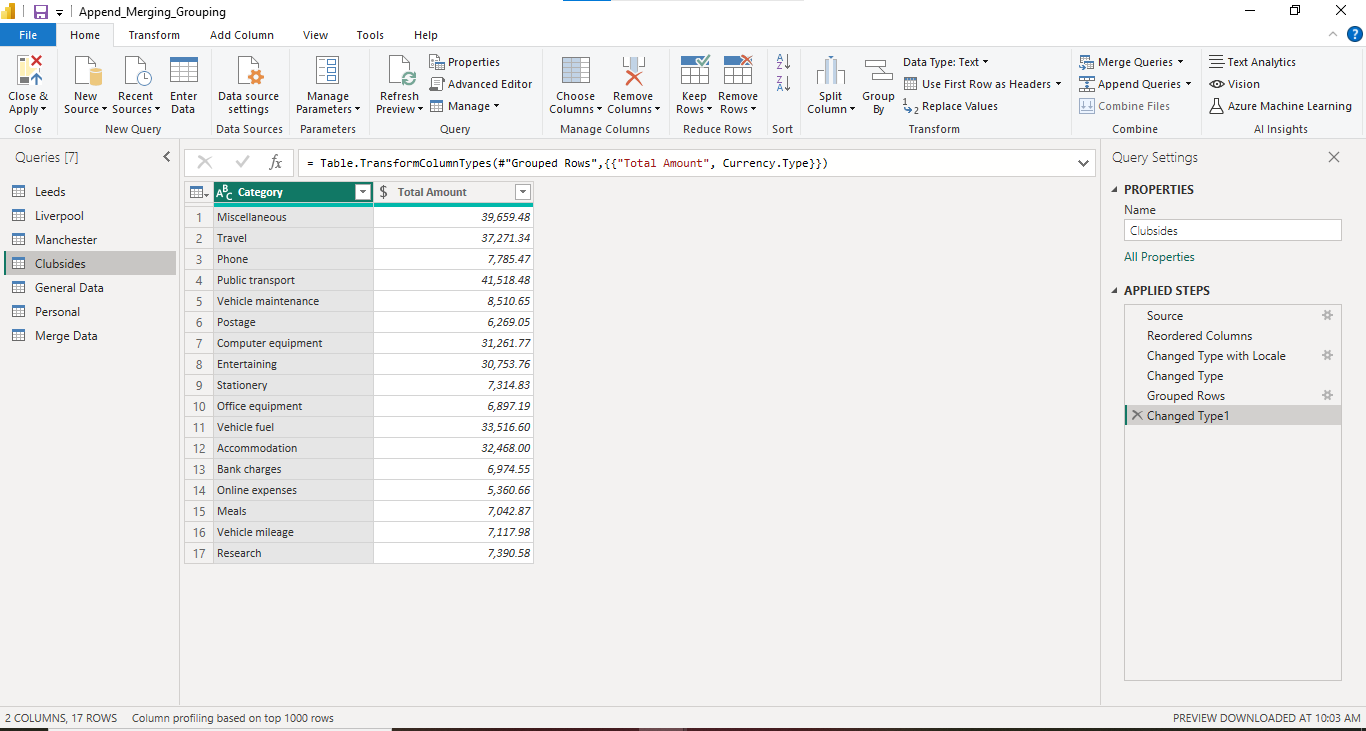 Append_Merging_Grouping
File Home Transform Add Column View Tools Help
Close & Apply
New Source
Recent Sources
Enter Data
Data source settings
Manage Parameters
Refresh Preview
Properties
Advanced Editor
Manage
Choose Columns
Remove Columns
Keep Rows
Remove Rows
Split Column
Group By
Data Type: Text
Use First Row as Headers
Replace Values
Merge Queries
Append Queries
Combine Files
Text Analytics
Vision
Azure Machine Learning
Close New Query Data Sources Parameters Query Manage Columns Reduce Rows Sort Transform Combine AI Insights
Queries [7]
Leeds
Liverpool
Manchester
Clubsides
General Data
Personal
Merge Data
fx = Table.TransformColumnTypes(#"Grouped Rows",{{"Total Amount", Currency.Type}})
ABC Category $ Total Amount
1 Miscellaneous 39,659.48
2 Travel 37,271.34
3 Phone 7,785.47
4 Public transport 41,518.48
5 Vehicle maintenance 8,510.65
6 Postage 6,269.05
7 Computer equipment 31,261.77
8 Entertaining 30,753.76
9 Stationery 7,314.83
10 Office equipment 6,897.19
11 Vehicle fuel 33,516.60
12 Accommodation 32,468.00
13 Bank charges 6,974.55
14 Online expenses 5,360.66
15 Meals 7,042.87
16 Vehicle mileage 7,117.98
17 Research 7,390.58
Query Settings
PROPERTIES
Name
Clubsides
All Properties
APPLIED STEPS
Source
Reordered Columns
Changed Type with Locale
Changed Type
Grouped Rows
Changed Type1
2 COLUMNS, 17 ROWS Column profiling based on top 1000 rows PREVIEW DOWNLOADED AT 10:03 AM